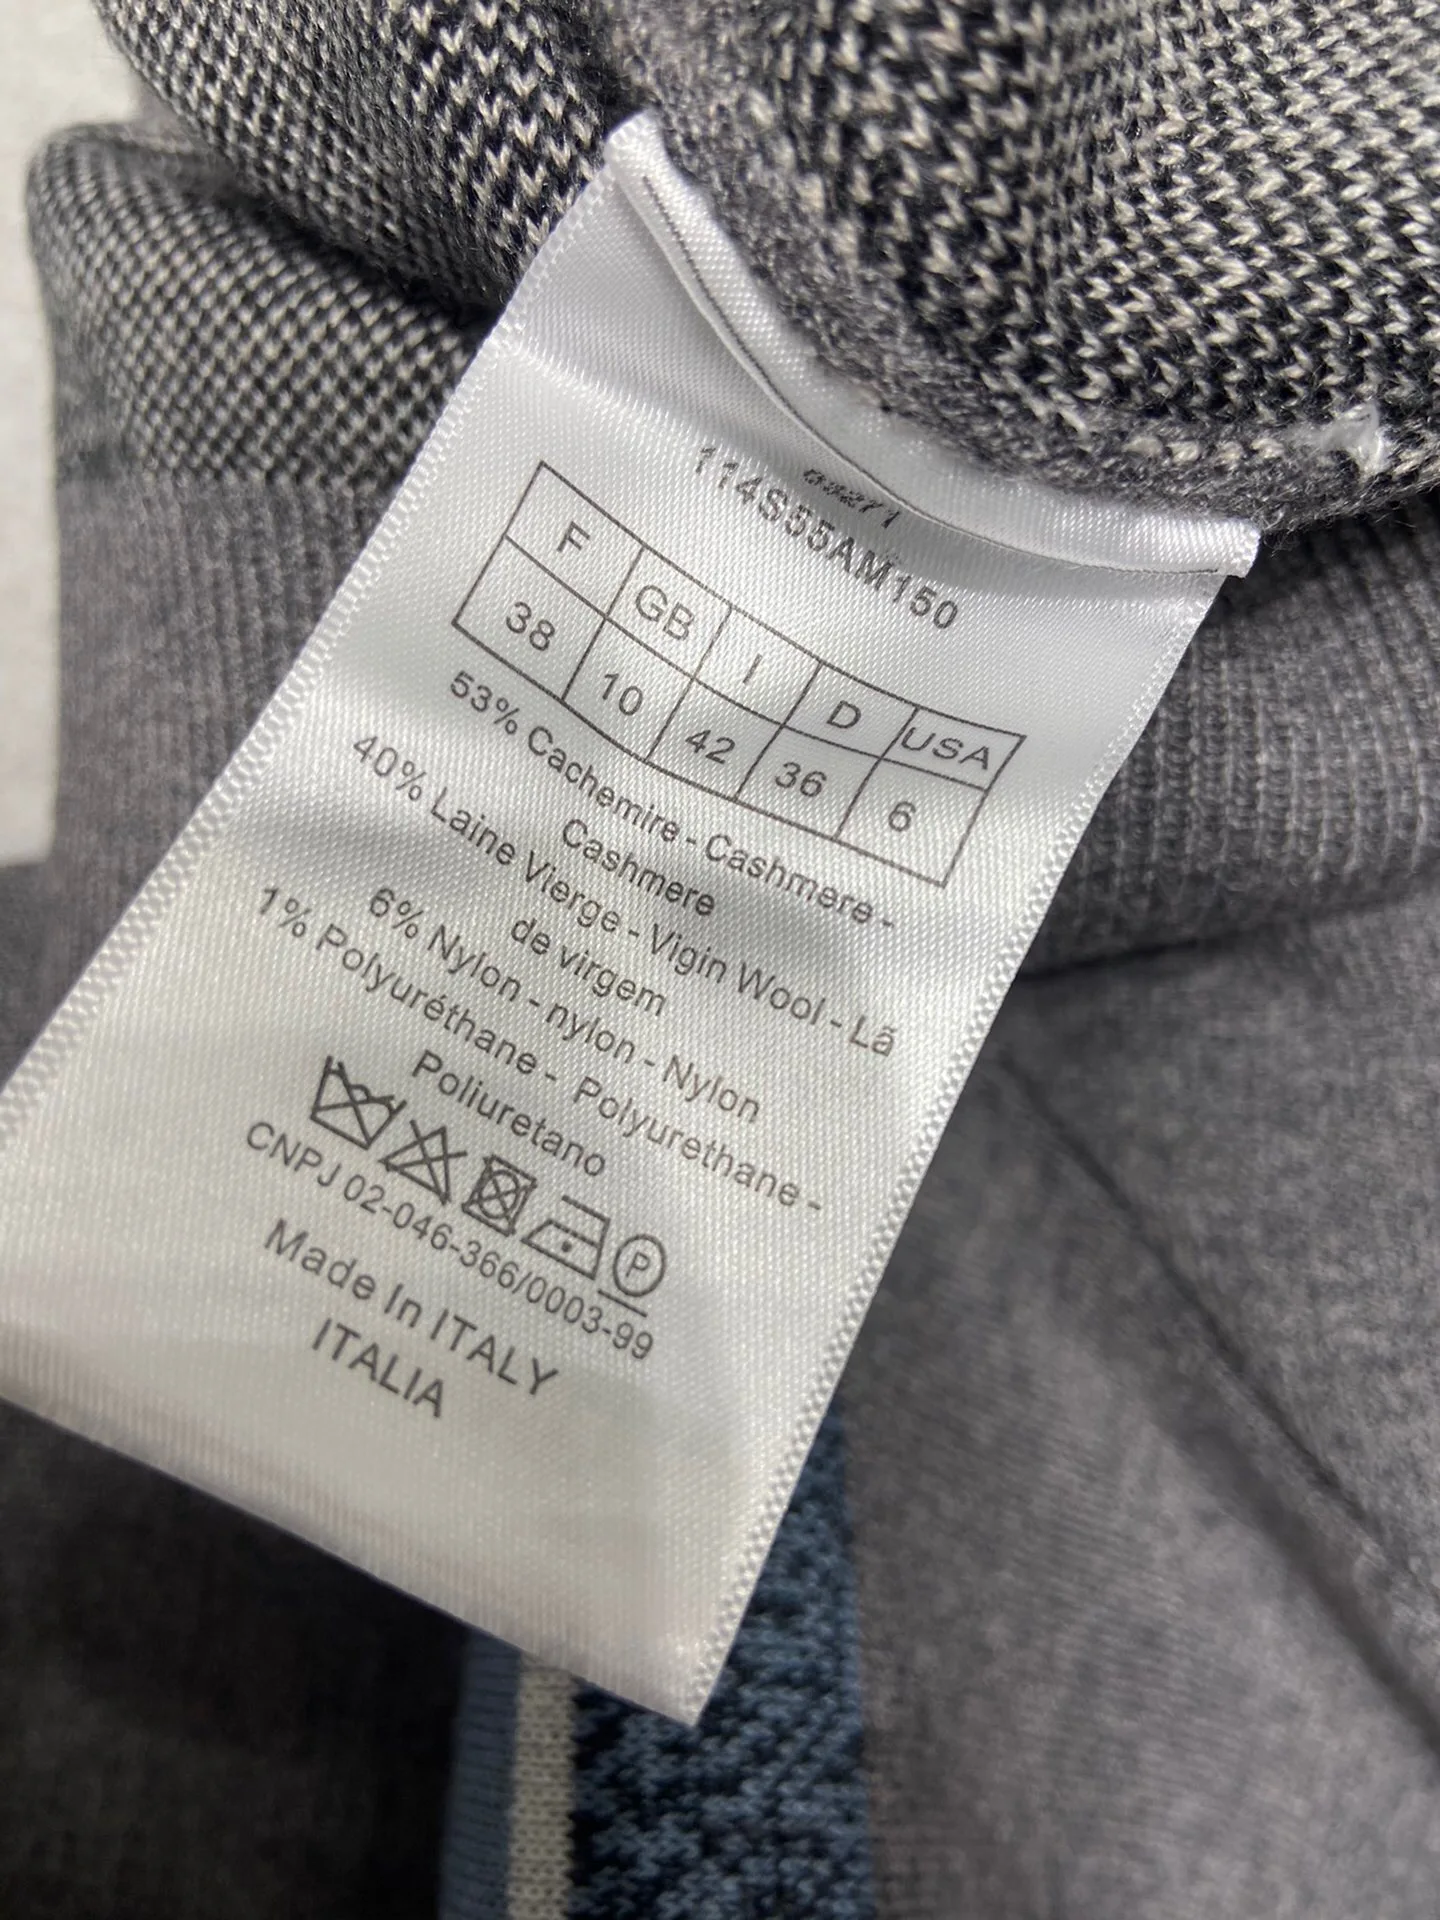 114S55AM150
F GB I D USA
38 10 42 36 6
53% Cachemire - Cashmere -
Cashmere
40% Laine Vierge - Vigin Wool - Lã
de virgem
6% Nylon - nylon - Nylon
1% Polyuréthane - Polyurethane -
Poliuretano
P
CNPJ 02-046-366/0003-99
Made In ITALY
ITALIA